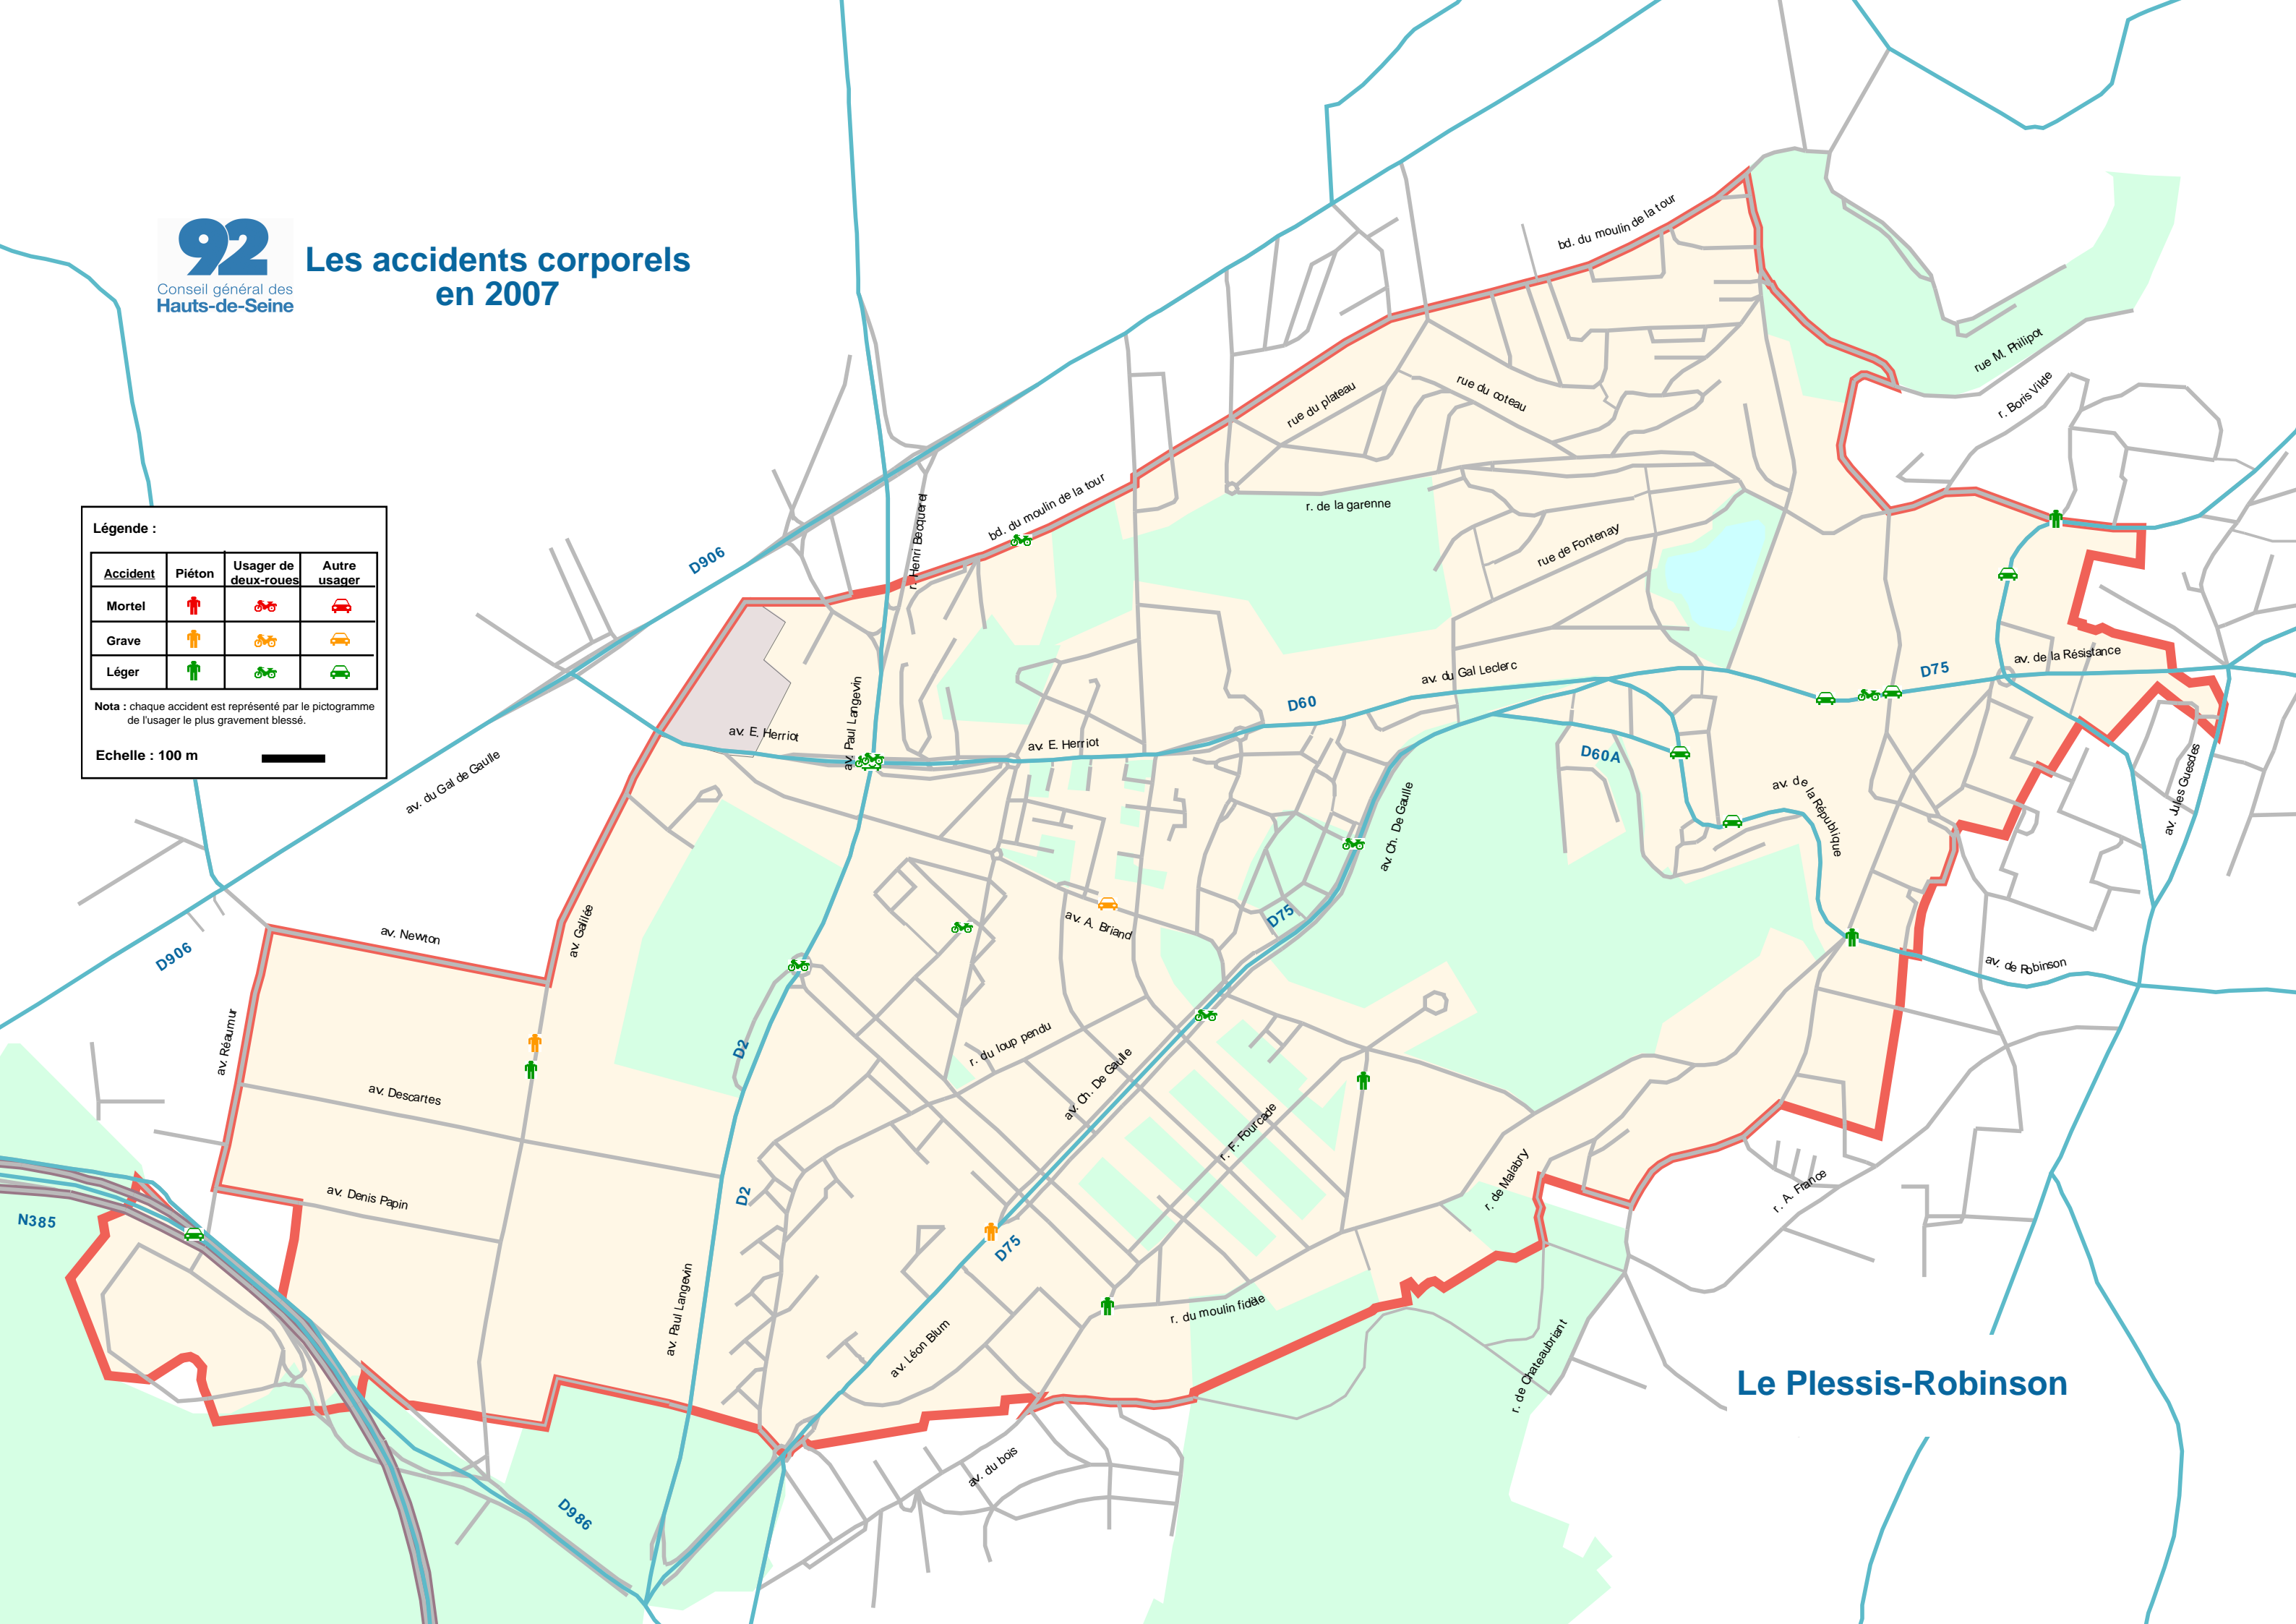 92
Conseil général des
Hauts-de-Seine
Les accidents corporels
en 2007
Légende :
Accident
Piéton
Usager de
deux-roues
Autre
usager
Mortel
Grave
Léger
Nota : chaque accident est représenté par le pictogramme
de l'usager le plus gravement blessé.
Echelle : 100 m
bd. du moulin de la tour
rue M. Philipot
r. Boris Vilde
rue du plateau
rue du coteau
r. Henri Becquerel
bd. du moulin de la tour
r. de la garenne
rue de Fontenay
D906
av. Paul Langevin
av. du Gal Leclerc
D75
av. de la Résistance
D60
av. E. Herriot
av. E. Herriot
D60A
av. du Gal de Gaulle
av. Ch. De Gaulle
av. de la République
av. Jules Guesdes
av. Galilée
av. Newton
av. A. Briand
D75
D906
av. de Robinson
av. Réaumur
D2
r. du loup pendu
av. Ch. De Gaulle
av. Descartes
r. F. Fourcade
r. de Malabry
r. A. France
av. Denis Papin
D2
N385
D75
av. Paul Langevin
r. du moulin fidèle
av. Léon Blum
r. de Chateaubriant
Le Plessis-Robinson
av. du bois
D986